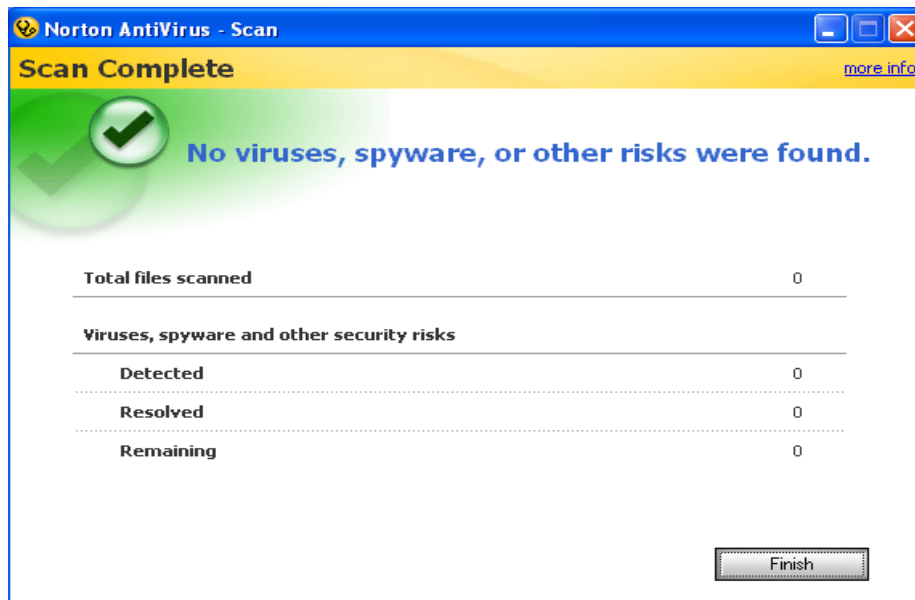 Norton AntiVirus - Scan
Scan Complete
more info
No viruses, spyware, or other risks were found.
Total files scanned 0
Viruses, spyware and other security risks
Detected 0
Resolved 0
Remaining 0
Finish